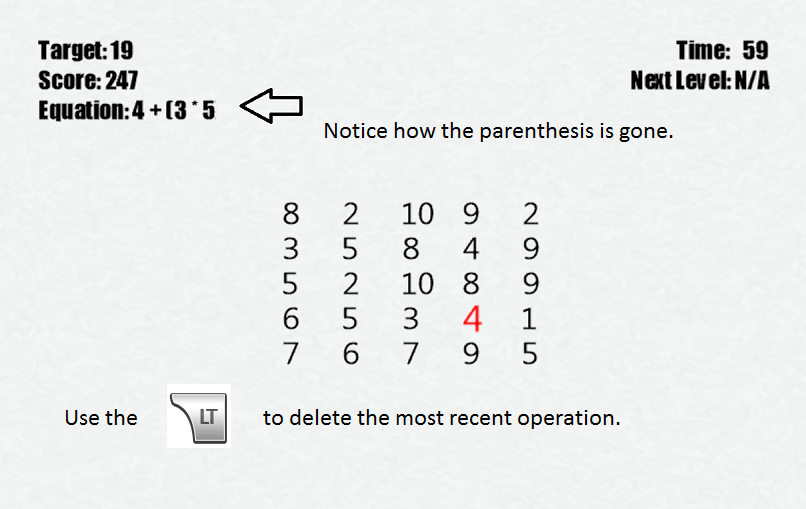 Target: 19
Time: 59
Score: 247
Next Level: N/A
Equation: 4 + (3 * 5
Notice how the parenthesis is gone.
8 2 10 9 2
3 5 8 4 9
5 2 10 8 9
6 5 3 4 1
7 6 7 9 5
Use the LT to delete the most recent operation.